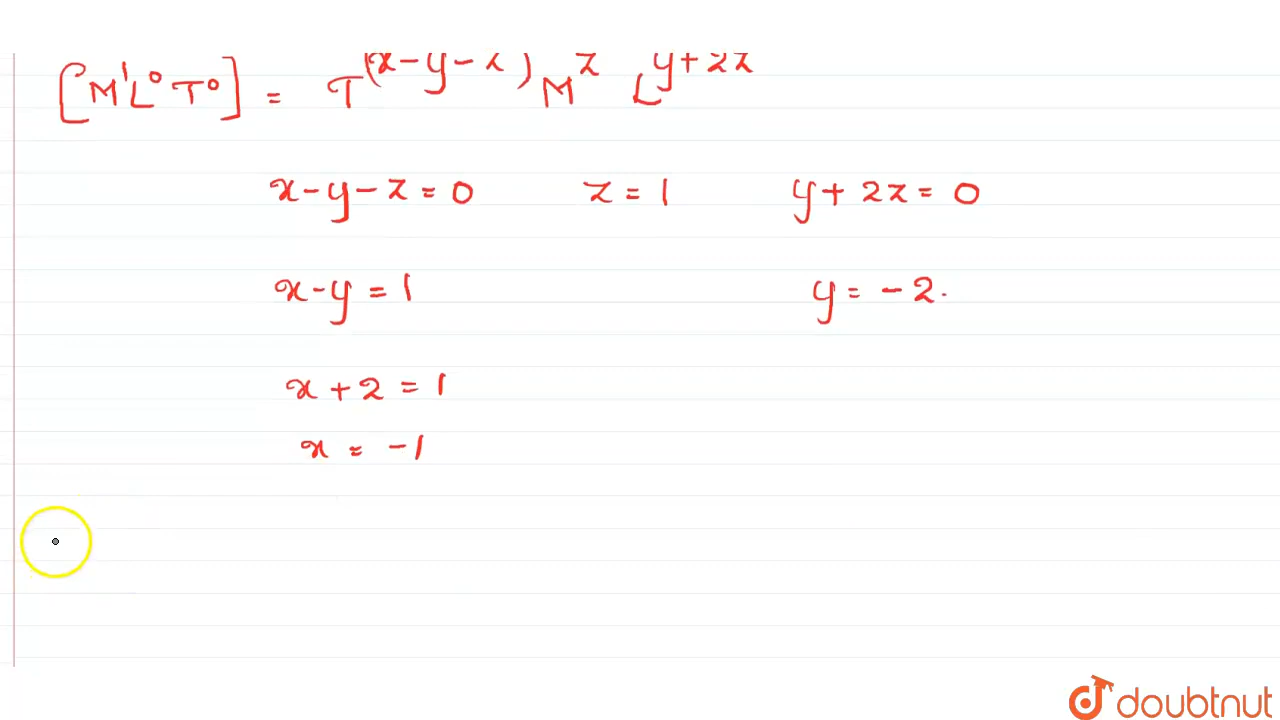 [M¹L⁰T⁰] = T^(x-y-z) M^z L^y+2z
x-y-z=0 z=1 y+2z=0
x-y=1 y=-2.
x+2=1
x=-1
doubtnut